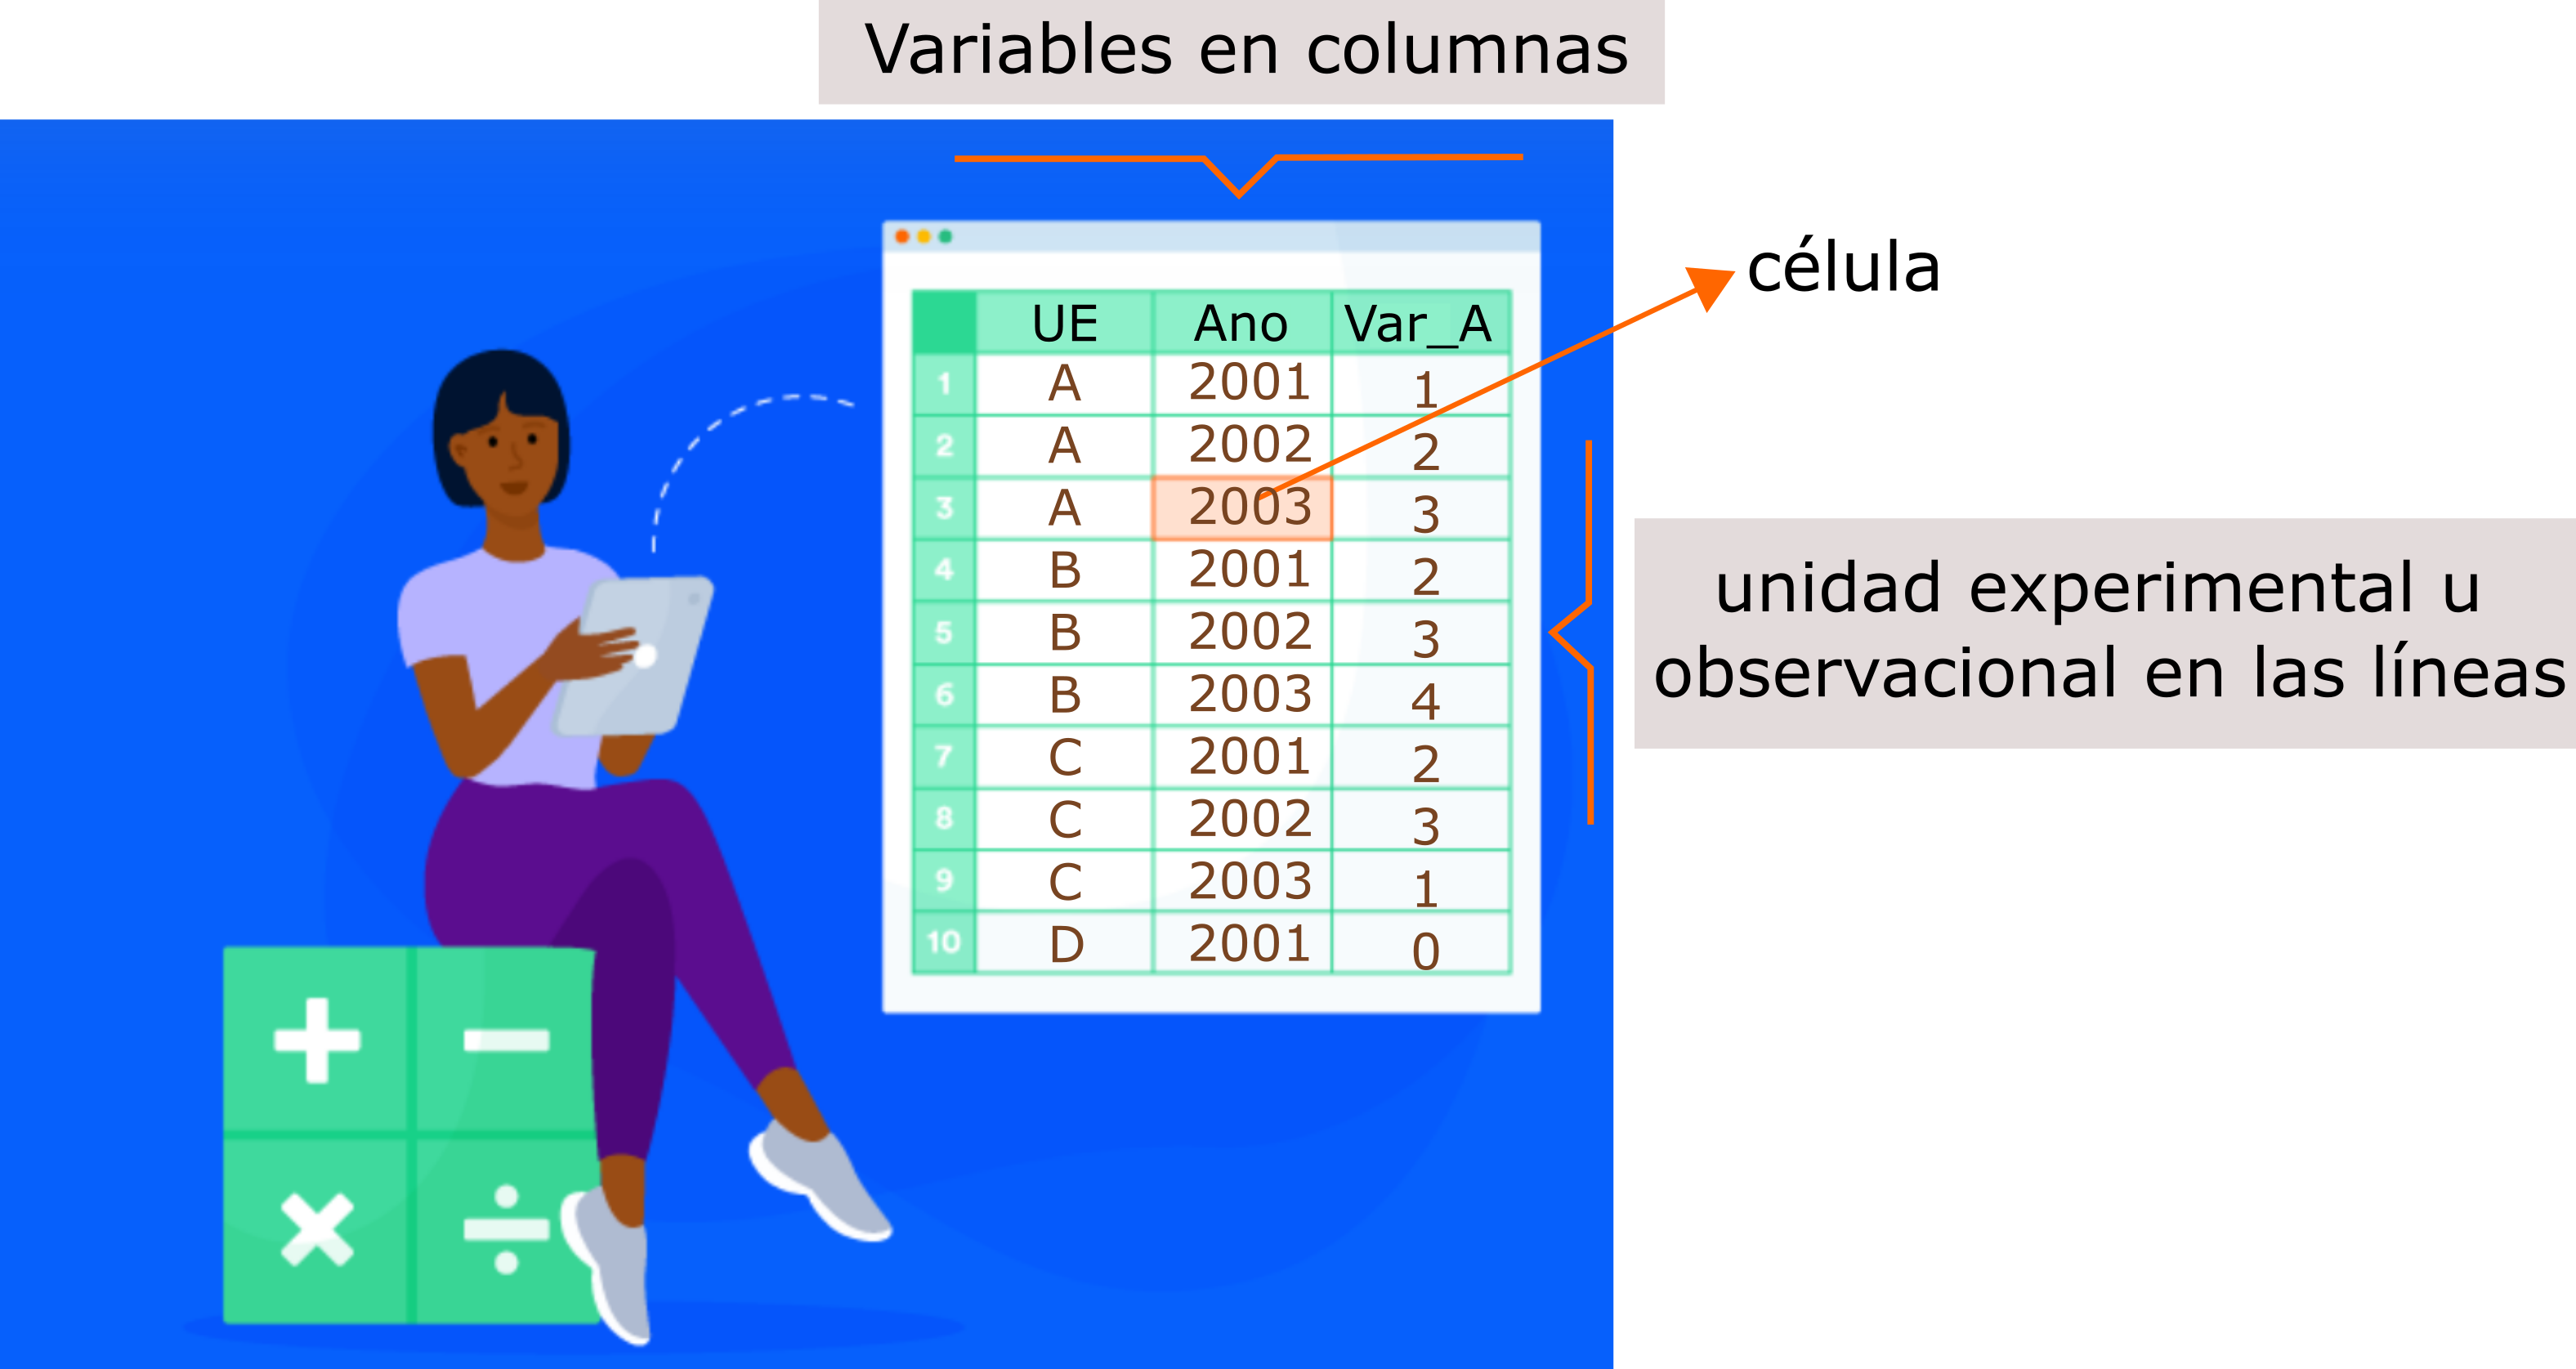 Variables en columnas
célula
UE Ano Var_A
1 A 2001 1
2 A 2002 2
3 A 2003 3
4 B 2001 2
5 B 2002 3
6 B 2003 4
7 C 2001 2
8 C 2002 3
9 C 2003 1
10 D 2001 0
unidad experimental u
observacional en las líneas
+ −
× ÷